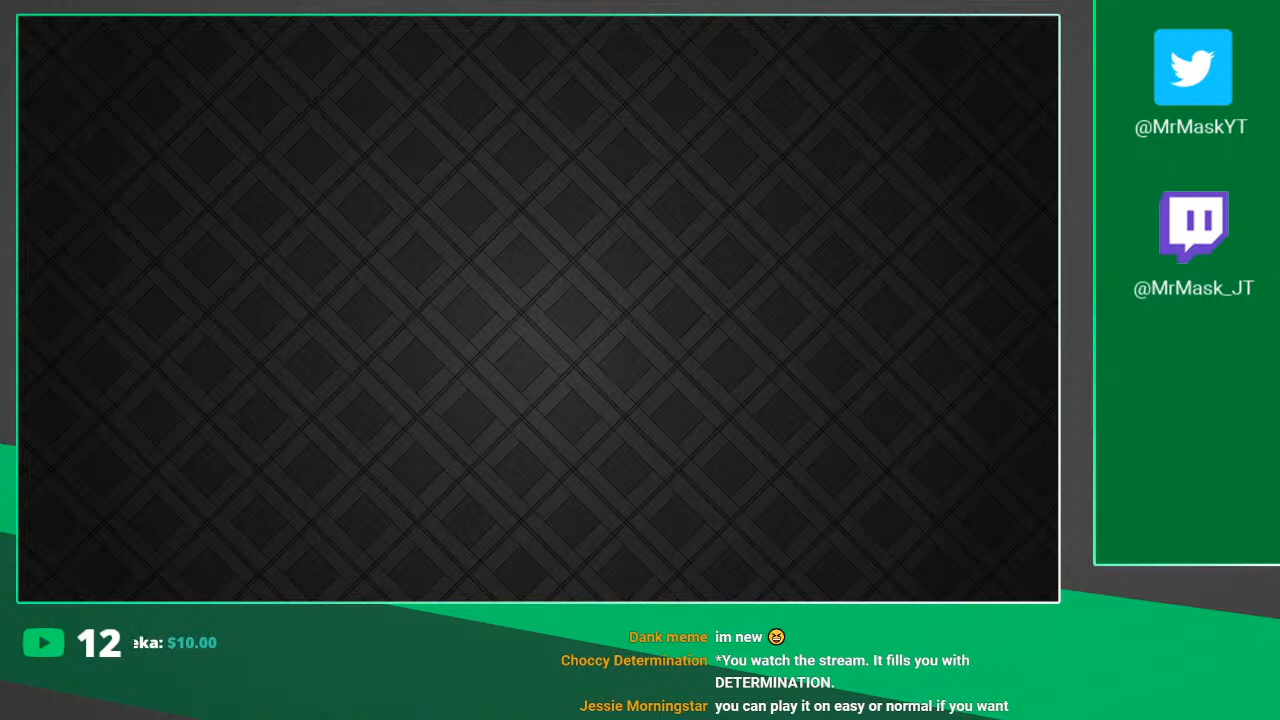 @MrMaskYT
@MrMask_JT
12 eka: $10.00
Dank meme im new 😆
Choccy Determination *You watch the stream. It fills you with
DETERMINATION.
Jessie Morningstar you can play it on easy or normal if you want